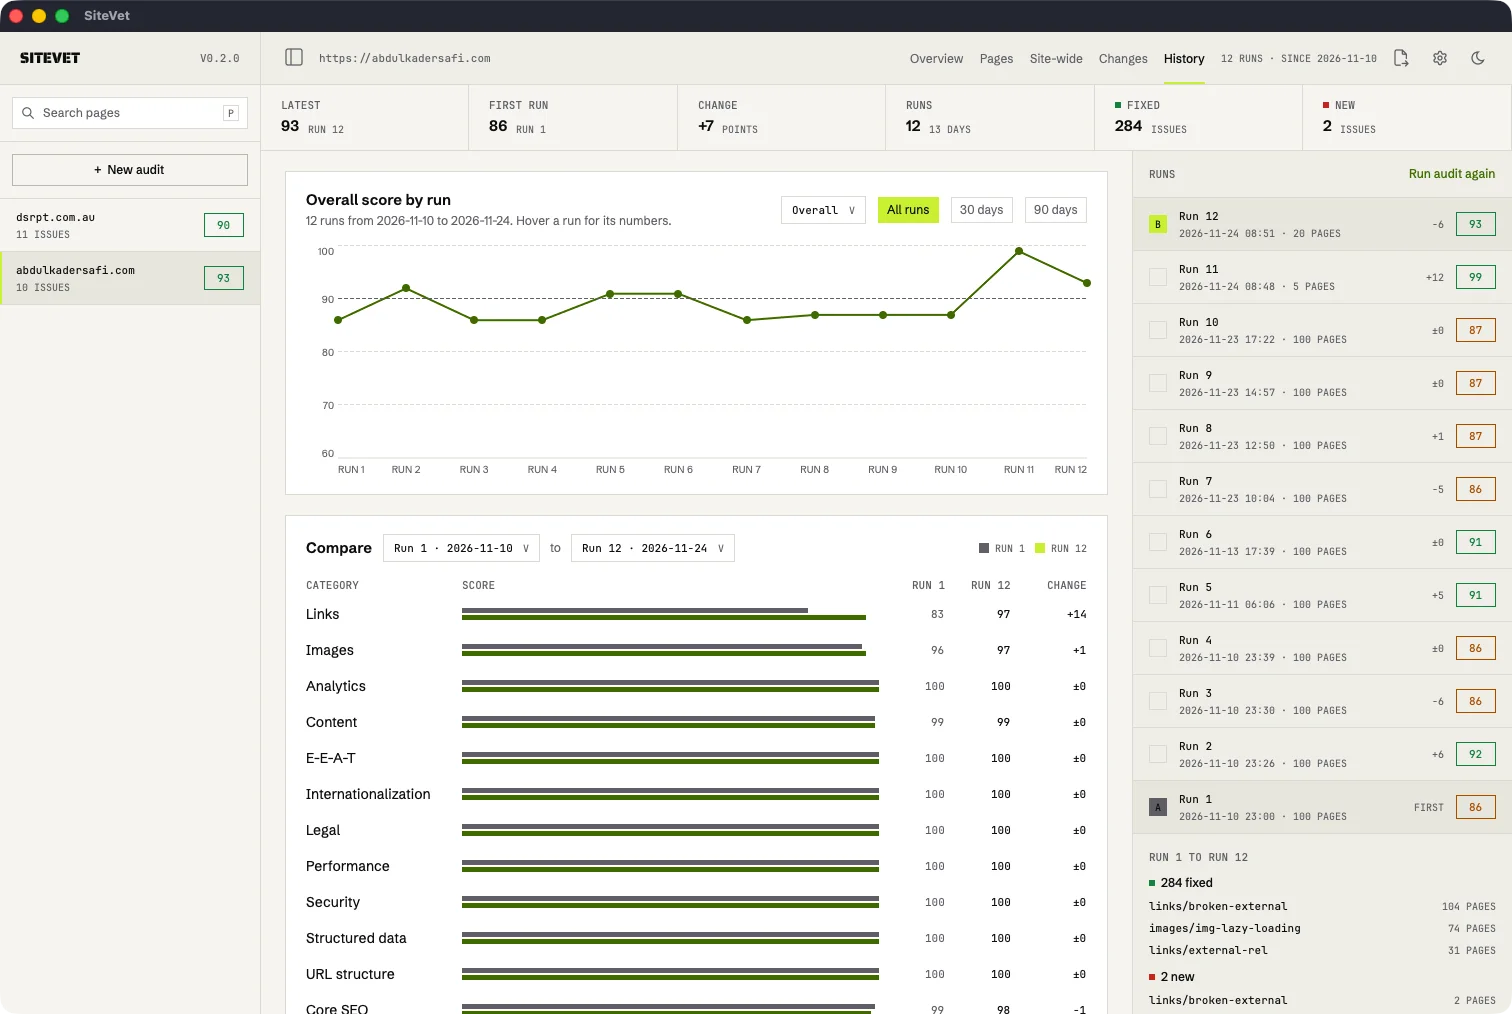 SiteVet
SITEVET
V0.2.0
https://abdulkadersafi.com
Overview
Pages
Site-wide
Changes
History
12 RUNS · SINCE 2026-11-10
Search pages
P
+ New audit
dsrpt.com.au
11 ISSUES
90
abdulkadersafi.com
10 ISSUES
93
LATEST
93 RUN 12
FIRST RUN
86 RUN 1
CHANGE
+7 POINTS
RUNS
12 13 DAYS
FIXED
284 ISSUES
NEW
2 ISSUES
Overall score by run
12 runs from 2026-11-10 to 2026-11-24. Hover a run for its numbers.
Overall ∨
All runs
30 days
90 days
100
90
80
70
60
RUN 1
RUN 2
RUN 3
RUN 4
RUN 5
RUN 6
RUN 7
RUN 8
RUN 9
RUN 10
RUN 11
RUN 12
Compare
Run 1 · 2026-11-10 ∨
to
Run 12 · 2026-11-24 ∨
RUN 1
RUN 12
CATEGORY SCORE RUN 1 RUN 12 CHANGE
Links 83 97 +14
Images 96 97 +1
Analytics 100 100 ±0
Content 99 99 ±0
E-E-A-T 100 100 ±0
Internationalization 100 100 ±0
Legal 100 100 ±0
Performance 100 100 ±0
Security 100 100 ±0
Structured data 100 100 ±0
URL structure 100 100 ±0
Core SEO 99 98 -1
RUNS
Run audit again
B
Run 12
2026-11-24 08:51 · 20 PAGES
-6
93
Run 11
2026-11-24 08:48 · 5 PAGES
+12
99
Run 10
2026-11-23 17:22 · 100 PAGES
±0
87
Run 9
2026-11-23 14:57 · 100 PAGES
±0
87
Run 8
2026-11-23 12:50 · 100 PAGES
+1
87
Run 7
2026-11-23 10:04 · 100 PAGES
-5
86
Run 6
2026-11-13 17:39 · 100 PAGES
±0
91
Run 5
2026-11-11 06:06 · 100 PAGES
+5
91
Run 4
2026-11-10 23:39 · 100 PAGES
±0
86
Run 3
2026-11-10 23:30 · 100 PAGES
-6
86
Run 2
2026-11-10 23:26 · 100 PAGES
+6
92
A
Run 1
2026-11-10 23:00 · 100 PAGES
FIRST
86
RUN 1 TO RUN 12
284 fixed
links/broken-external 104 PAGES
images/img-lazy-loading 74 PAGES
links/external-rel 31 PAGES
2 new
links/broken-external 2 PAGES